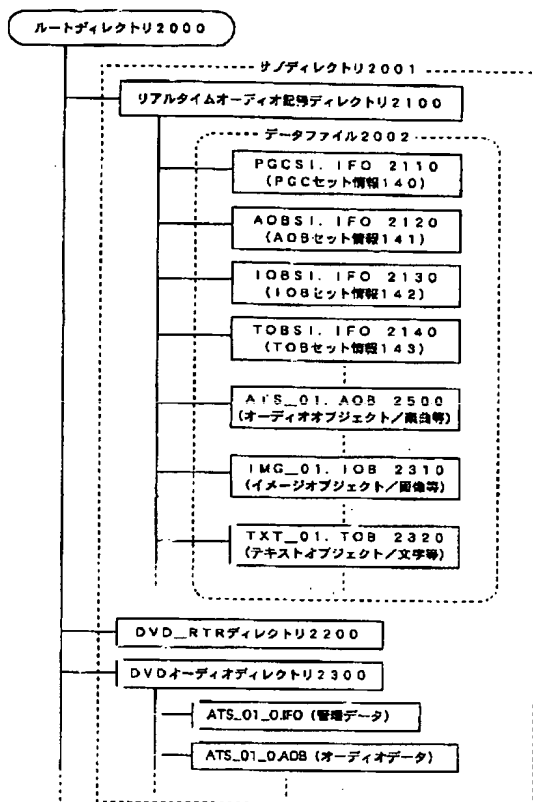 ルートディレクトリ2000
サブディレクトリ2001
リアルタイムオーディオ記録ディレクトリ2100
データファイル2002
PGCSI. IFO 2110
(PGCセット情報140)
AOBSI. IFO 2120
(AOBセット情報141)
IOBSI. IFO 2130
(IOBセット情報142)
TOBSI. IFO 2140
(TOBセット情報143)
ATS_01. AOB 2500
(オーディオオブジェクト/楽曲等)
IMG_01. IOB 2310
(イメージオブジェクト/画像等)
TXT_01. TOB 2320
(テキストオブジェクト/文字等)
DVD_RTRディレクトリ2200
DVDオーディオディレクトリ2300
ATS_01_0.IFO (管理データ)
ATS_01_0.AOB (オーディオデータ)